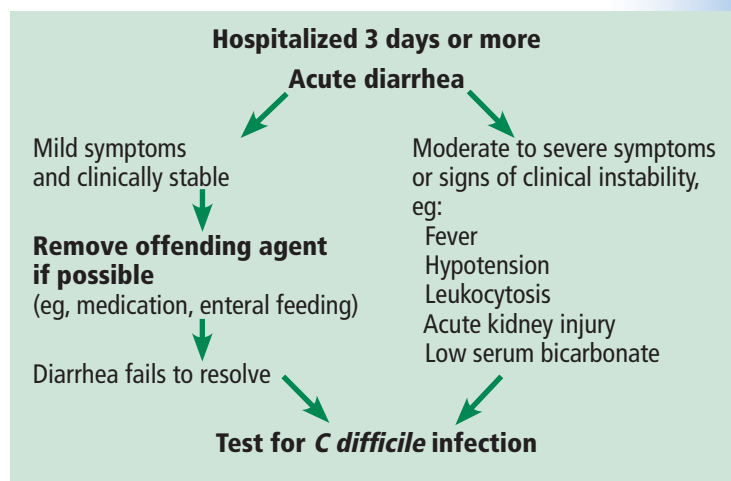 Hospitalized 3 days or more
Acute diarrhea
Mild symptoms
and clinically stable
Remove offending agent
if possible
(eg, medication, enteral feeding)
Diarrhea fails to resolve
Moderate to severe symptoms
or signs of clinical instability,
eg:
Fever
Hypotension
Leukocytosis
Acute kidney injury
Low serum bicarbonate
Test for C difficile infection